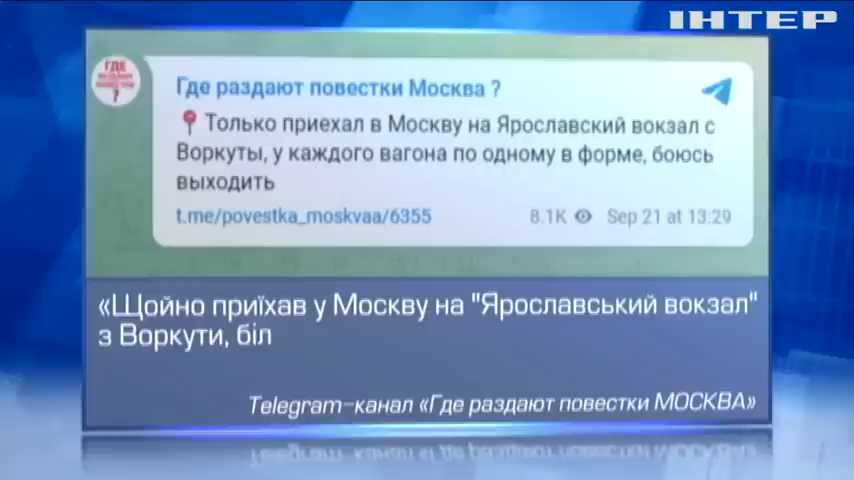 ІНТЕР
ГДЕ
?
Где раздают повестки Москва ?
📍Только приехал в Москву на Ярославский вокзал с
Воркуты, у каждого вагона по одному в форме, боюсь
выходить
t.me/povestka_moskvaa/6355
8.1K Sep 21 at 13:29
«Щойно приїхав у Москву на "Ярославський вокзал"
з Воркути, біл
Telegram-канал «Где раздают повестки МОСКВА»